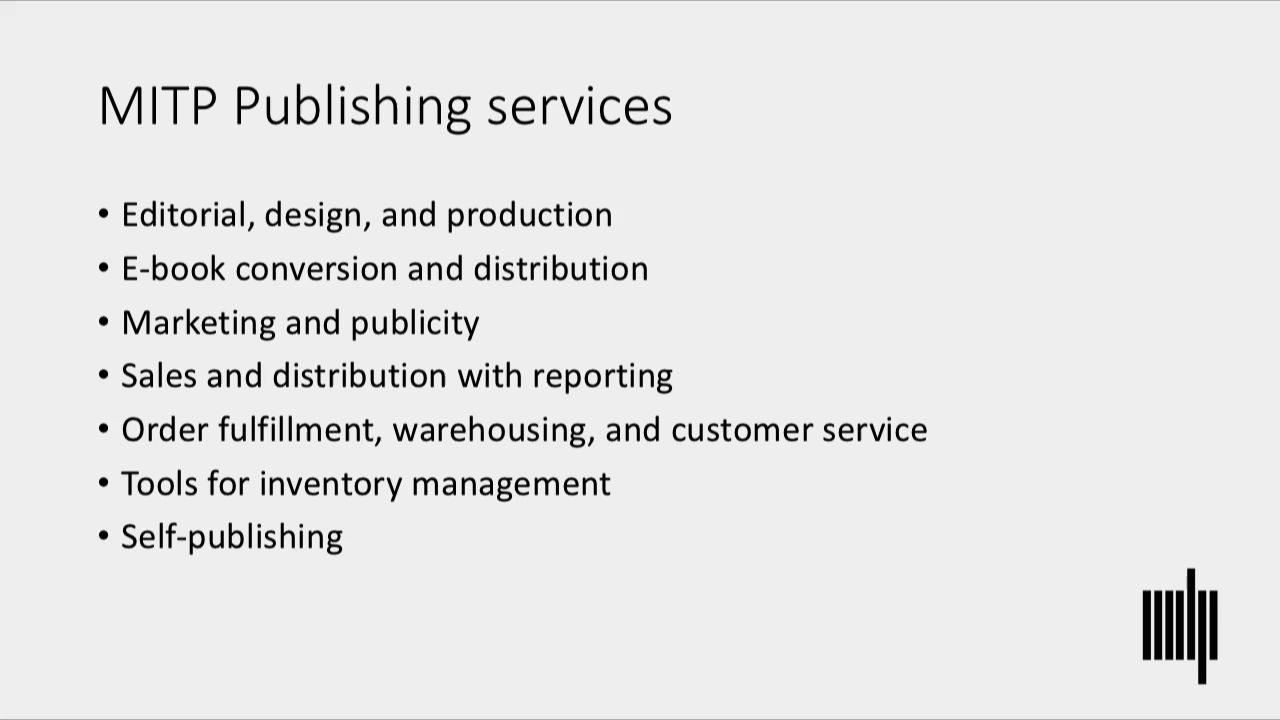 MITP Publishing services
• Editorial, design, and production
• E-book conversion and distribution
• Marketing and publicity
• Sales and distribution with reporting
• Order fulfillment, warehousing, and customer service
• Tools for inventory management
• Self-publishing